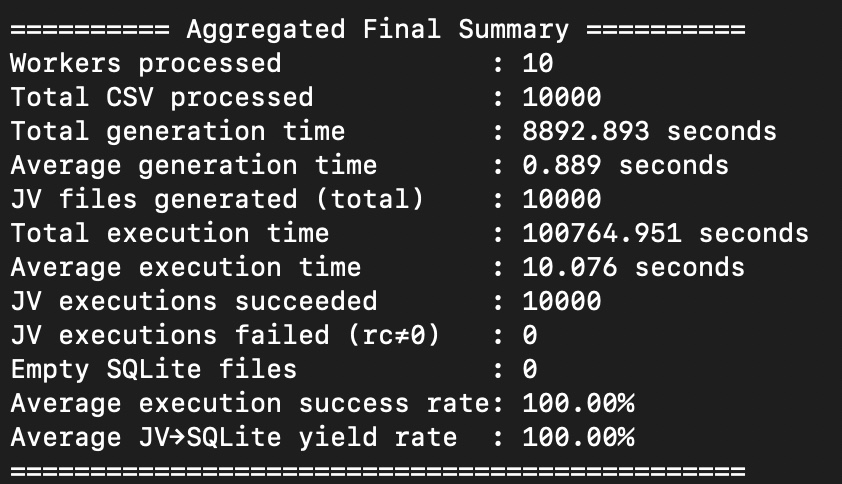 ========== Aggregated Final Summary ==========
Workers processed             : 10
Total CSV processed           : 10000
Total generation time         : 8892.893 seconds
Average generation time       : 0.889 seconds
JV files generated (total)    : 10000
Total execution time          : 100764.951 seconds
Average execution time        : 10.076 seconds
JV executions succeeded       : 10000
JV executions failed (rc≠0)   : 0
Empty SQLite files            : 0
Average execution success rate: 100.00%
Average JV→SQLite yield rate  : 100.00%
==============================================